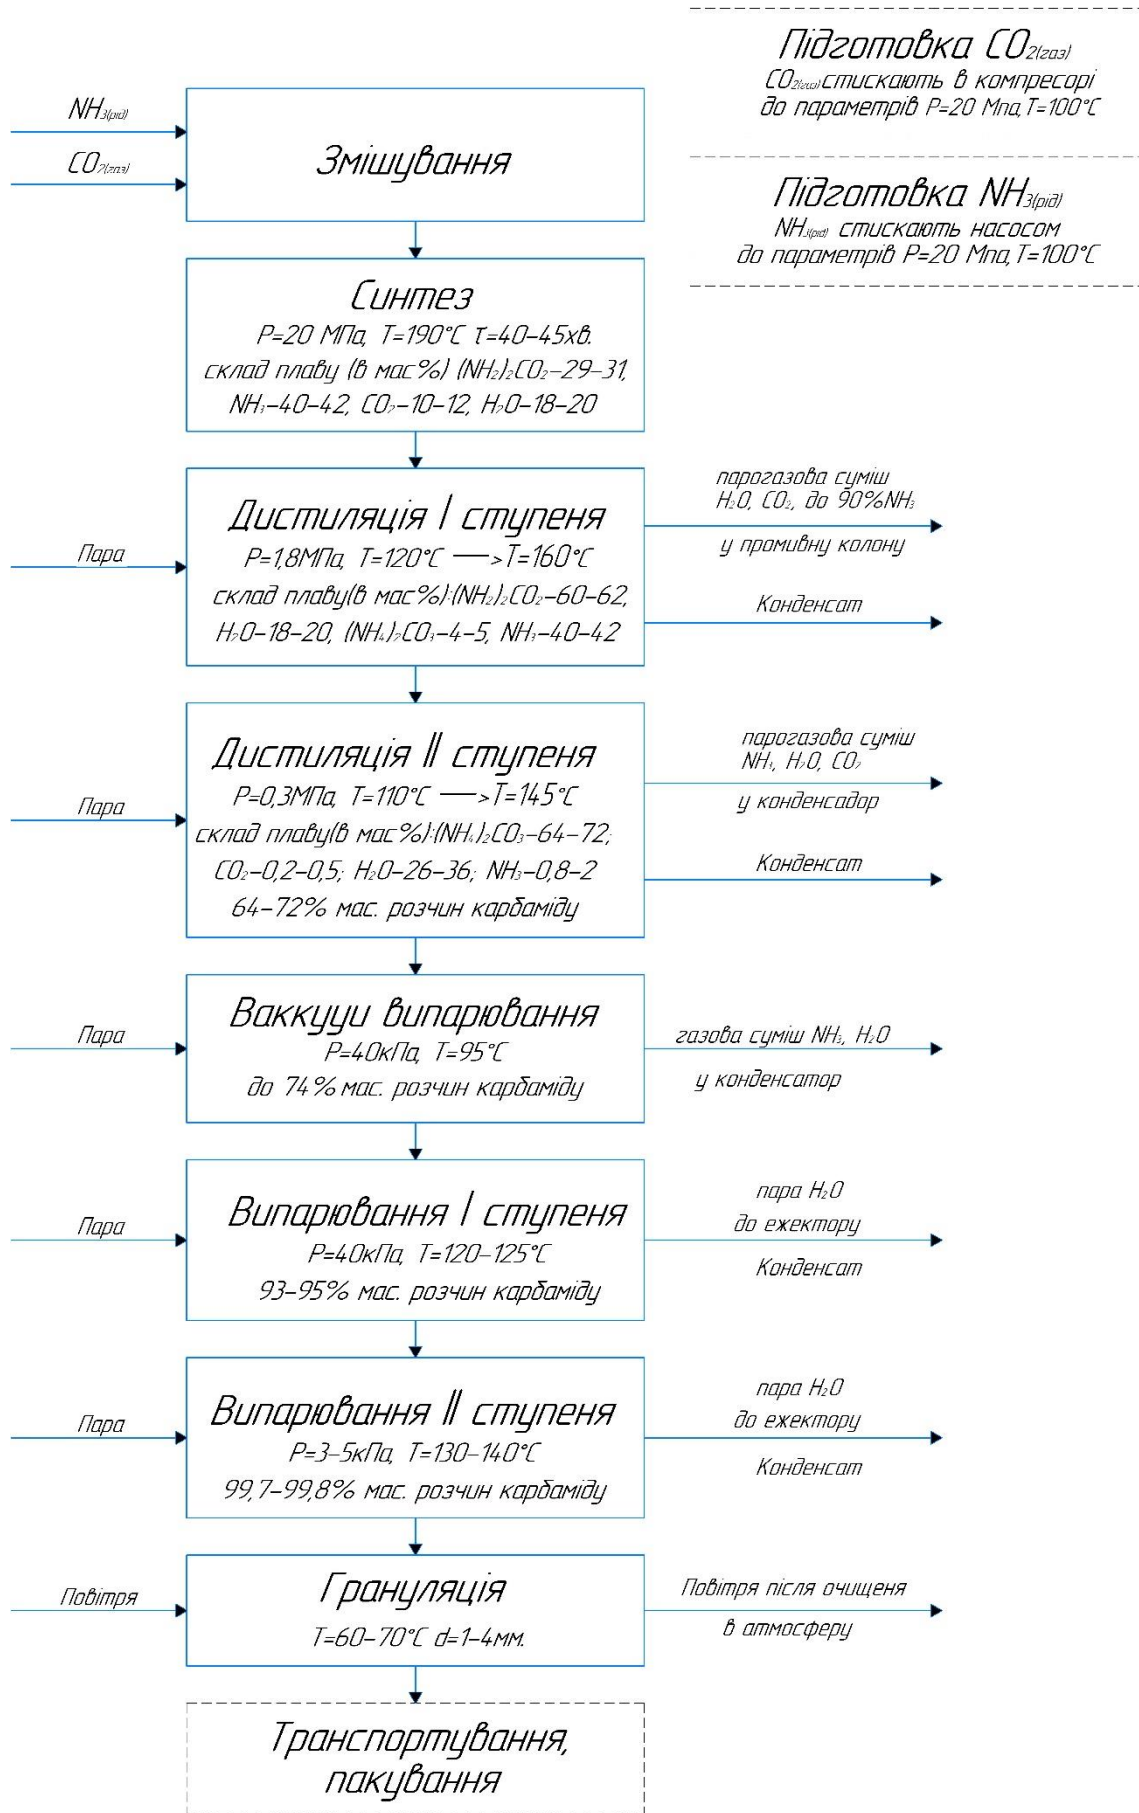 Підготовка CO₂(газ)
CO₂(газ) стискають в компресорі
до параметрів P=20 Мпа, T=100°C
Підготовка NH₃(рід)
NH₃(рід) стискають насосом
до параметрів P=20 Мпа, T=100°C
NH₃(рід)
CO₂(газ)
Змішування
Синтез
P=20 МПа, T=190°C τ=40-45хв.
склад плаву (в мас%) (NH₂)₂CO₂-29-31,
NH₃-40-42, CO₂-10-12, H₂O-18-20
Пара
Дистиляція I ступеня
P=1,8МПа, T=120°C —> T=160°C
склад плаву(в мас%):(NH₂)₂CO₂-60-62,
H₂O-18-20, (NH₄)₂CO₃-4-5, NH₃-40-42
парогазова суміш
H₂O, CO₂, до 90%NH₃
у промивну колону
Конденсат
Пара
Дистиляція II ступеня
P=0,3МПа, T=110°C —> T=145°C
склад плаву(в мас%):(NH₄)₂CO₃-64-72;
CO₂-0,2-0,5; H₂O-26-36; NH₃-0,8-2
64-72% мас. розчин карбаміду
парогазова суміш
NH₃, H₂O, CO₂
у конденсадор
Конденсат
Пара
Ваккууи випарювання
P=40кПа, T=95°C
до 74% мас. розчин карбаміду
газова суміш NH₃, H₂O
у конденсатор
Пара
Випарювання I ступеня
P=40кПа, T=120-125°C
93-95% мас. розчин карбаміду
пара H₂O
до ежектору
Конденсат
Пара
Випарювання II ступеня
P=3-5кПа, T=130-140°C
99,7-99,8% мас. розчин карбаміду
пара H₂O
до ежектору
Конденсат
Повітря
Грануляція
T=60-70°C d=1-4мм.
Повітря після очищеня
в атмосферу
Транспортування,
пакування